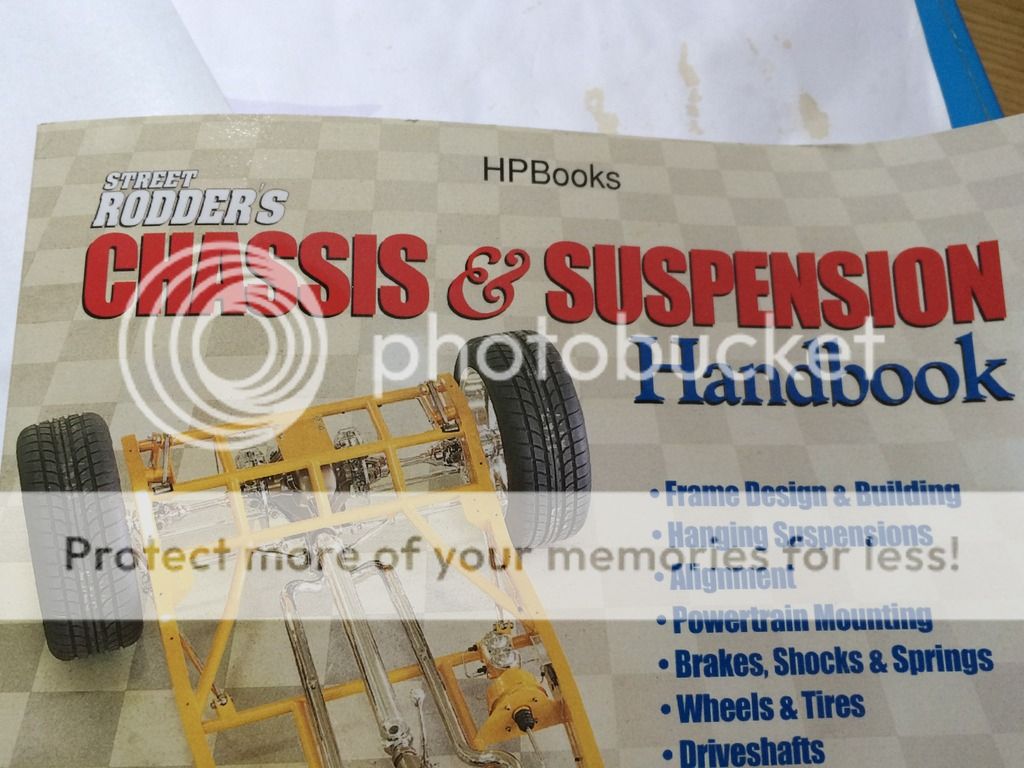 HPBooks
STREET
RODDER'S
CHASSIS & SUSPENSION
Handbook
photobucket
• Frame Design & Building
• Hanging Suspensions
Protect more of your memories for less!
• Alignment
• Powertrain Mounting
• Brakes, Shocks & Springs
• Wheels & Tires
• Driveshafts